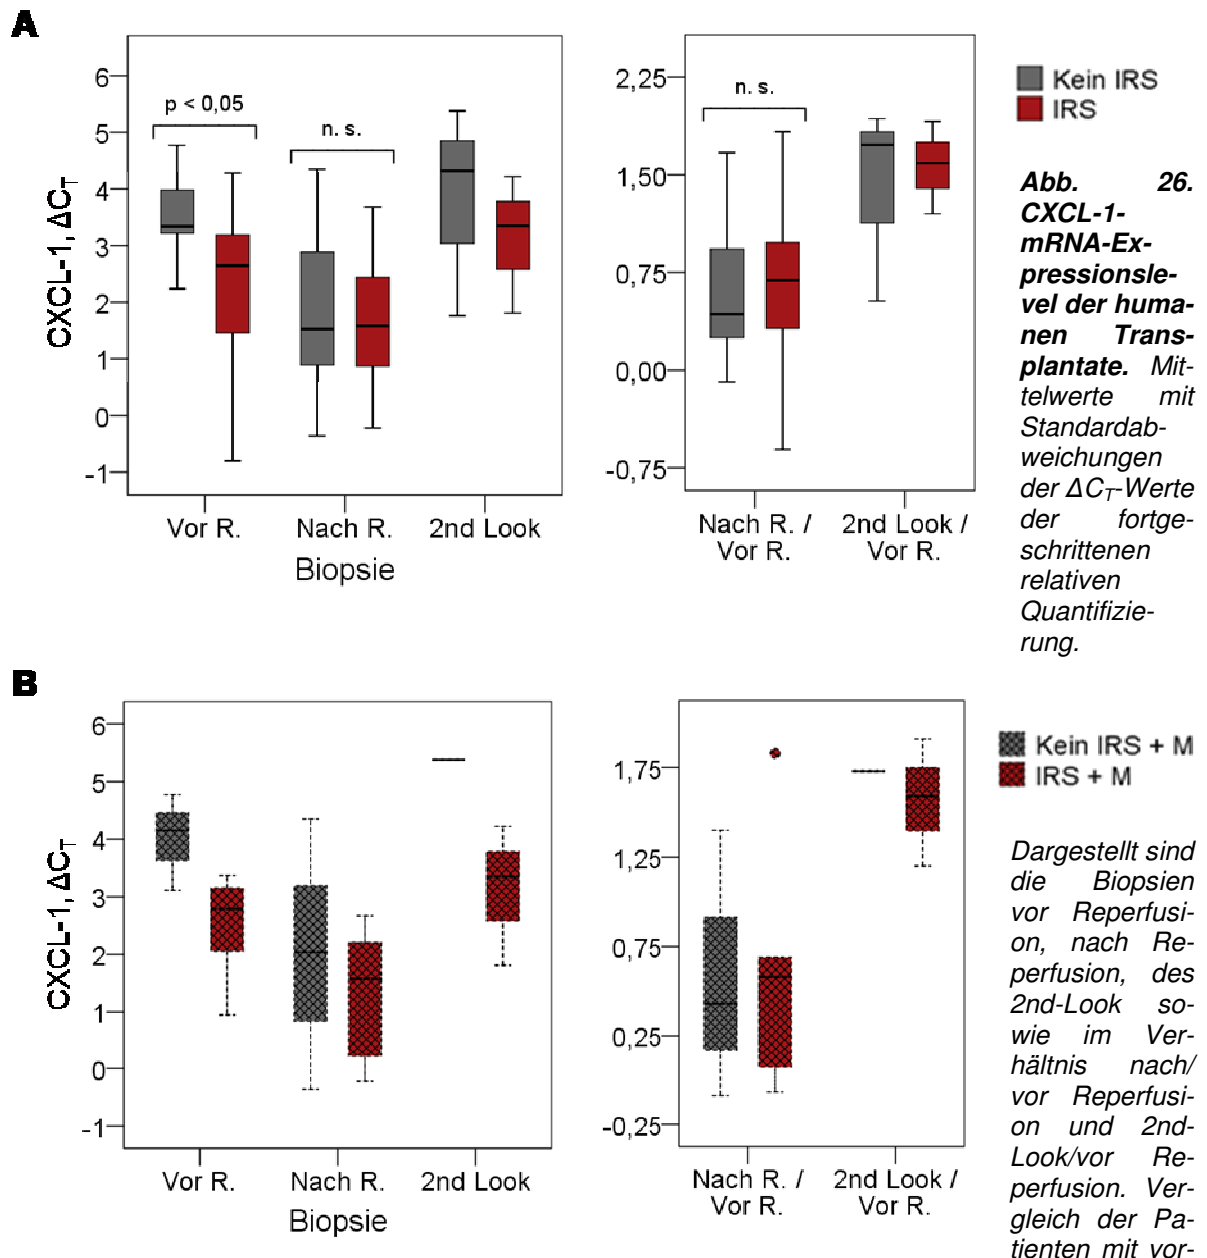 A
6
5
4
3
2
1
0
-1
CXCL-1, ΔCT
p < 0,05
n. s.
Vor R.
Nach R.
2nd Look
Biopsie
2,25
1,50
0,75
0,00
-0,75
n. s.
Nach R. /
Vor R.
2nd Look /
Vor R.
Kein IRS
IRS
Abb. 26.
CXCL-1-
mRNA-Ex-
pressionsle-
vel der huma-
nen Trans-
plantate. Mit-
telwerte mit
Standardab-
weichungen
der ΔCT-Werte
der fortge-
schrittenen
relativen
Quantifizie-
rung.
B
6
5
4
3
2
1
0
-1
CXCL-1, ΔCT
Vor R.
Nach R.
2nd Look
Biopsie
1,75
1,25
0,75
0,25
-0,25
Nach R. /
Vor R.
2nd Look /
Vor R.
Kein IRS + M
IRS + M
Dargestellt sind
die Biopsien
vor Reperfusi-
on, nach Re-
perfusion, des
2nd-Look so-
wie im Ver-
hältnis nach/
vor Reperfusi-
on und 2nd-
Look/vor Re-
perfusion. Ver-
gleich der Pa-
tienten mit vor-